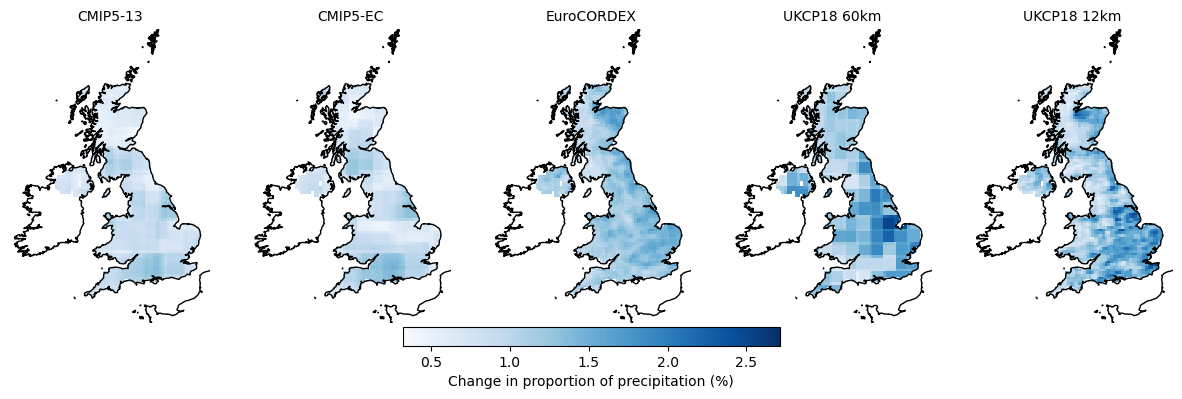 CMIP5-13 CMIP5-EC EuroCORDEX UKCP18 60km UKCP18 12km
0.5 1.0 1.5 2.0 2.5
Change in proportion of precipitation (%)